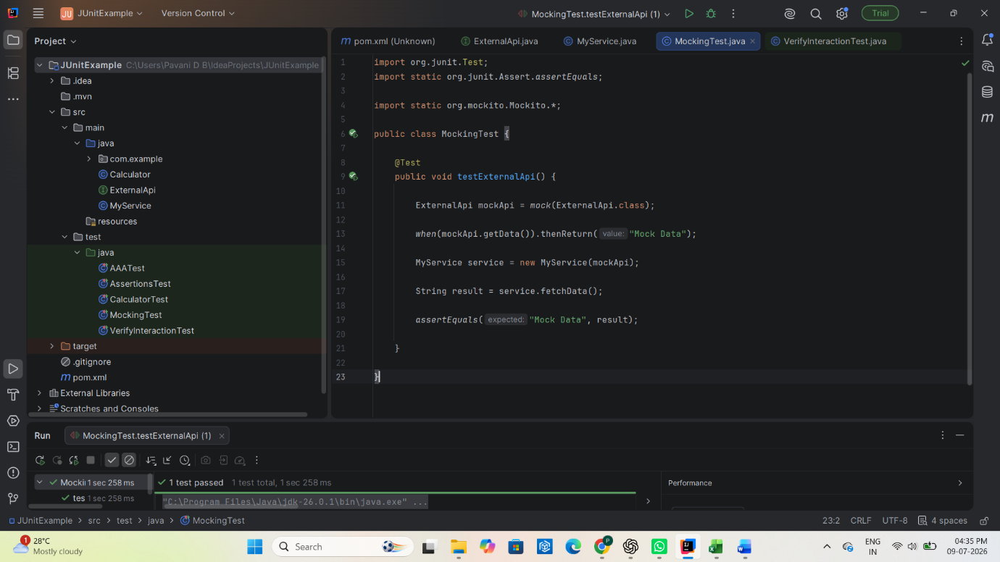 JU JUnitExample Version Control MockingTest.testExternalApi (1) Trial
Project
pom.xml (Unknown) ExternalApi.java MyService.java MockingTest.java VerifyInteractionTest.java
JUnitExample C:\Users\Pavani D B\IdeaProjects\JUnitExample
.idea
.mvn
src
main
java
com.example
Calculator
ExternalApi
MyService
resources
test
java
AAATest
AssertionsTest
CalculatorTest
MockingTest
VerifyInteractionTest
target
.gitignore
m pom.xml
External Libraries
Scratches and Consoles
1 import org.junit.Test;
2 import static org.junit.Assert.assertEquals;
3
4 import static org.mockito.Mockito.*;
5
6 public class MockingTest {
7
8 @Test
9 public void testExternalApi() {
10
11 ExternalApi mockApi = mock(ExternalApi.class);
12
13 when(mockApi.getData()).thenReturn( value: "Mock Data");
14
15 MyService service = new MyService(mockApi);
16
17 String result = service.fetchData();
18
19 assertEquals( expected: "Mock Data", result);
20
21 }
22
23 }
Run MockingTest.testExternalApi (1)
Mocki 1 sec 258 ms
tes 1 sec 258 ms
1 test passed 1 test total, 1 sec 258 ms
"C:\Program Files\Java\jdk-26.0.1\bin\java.exe" ...
Performance
JUnitExample > src > test > java > MockingTest 23:2 CRLF UTF-8 4 spaces
1 28°C
Mostly cloudy
Search
P
ENG
IN
04:35 PM
09-07-2026